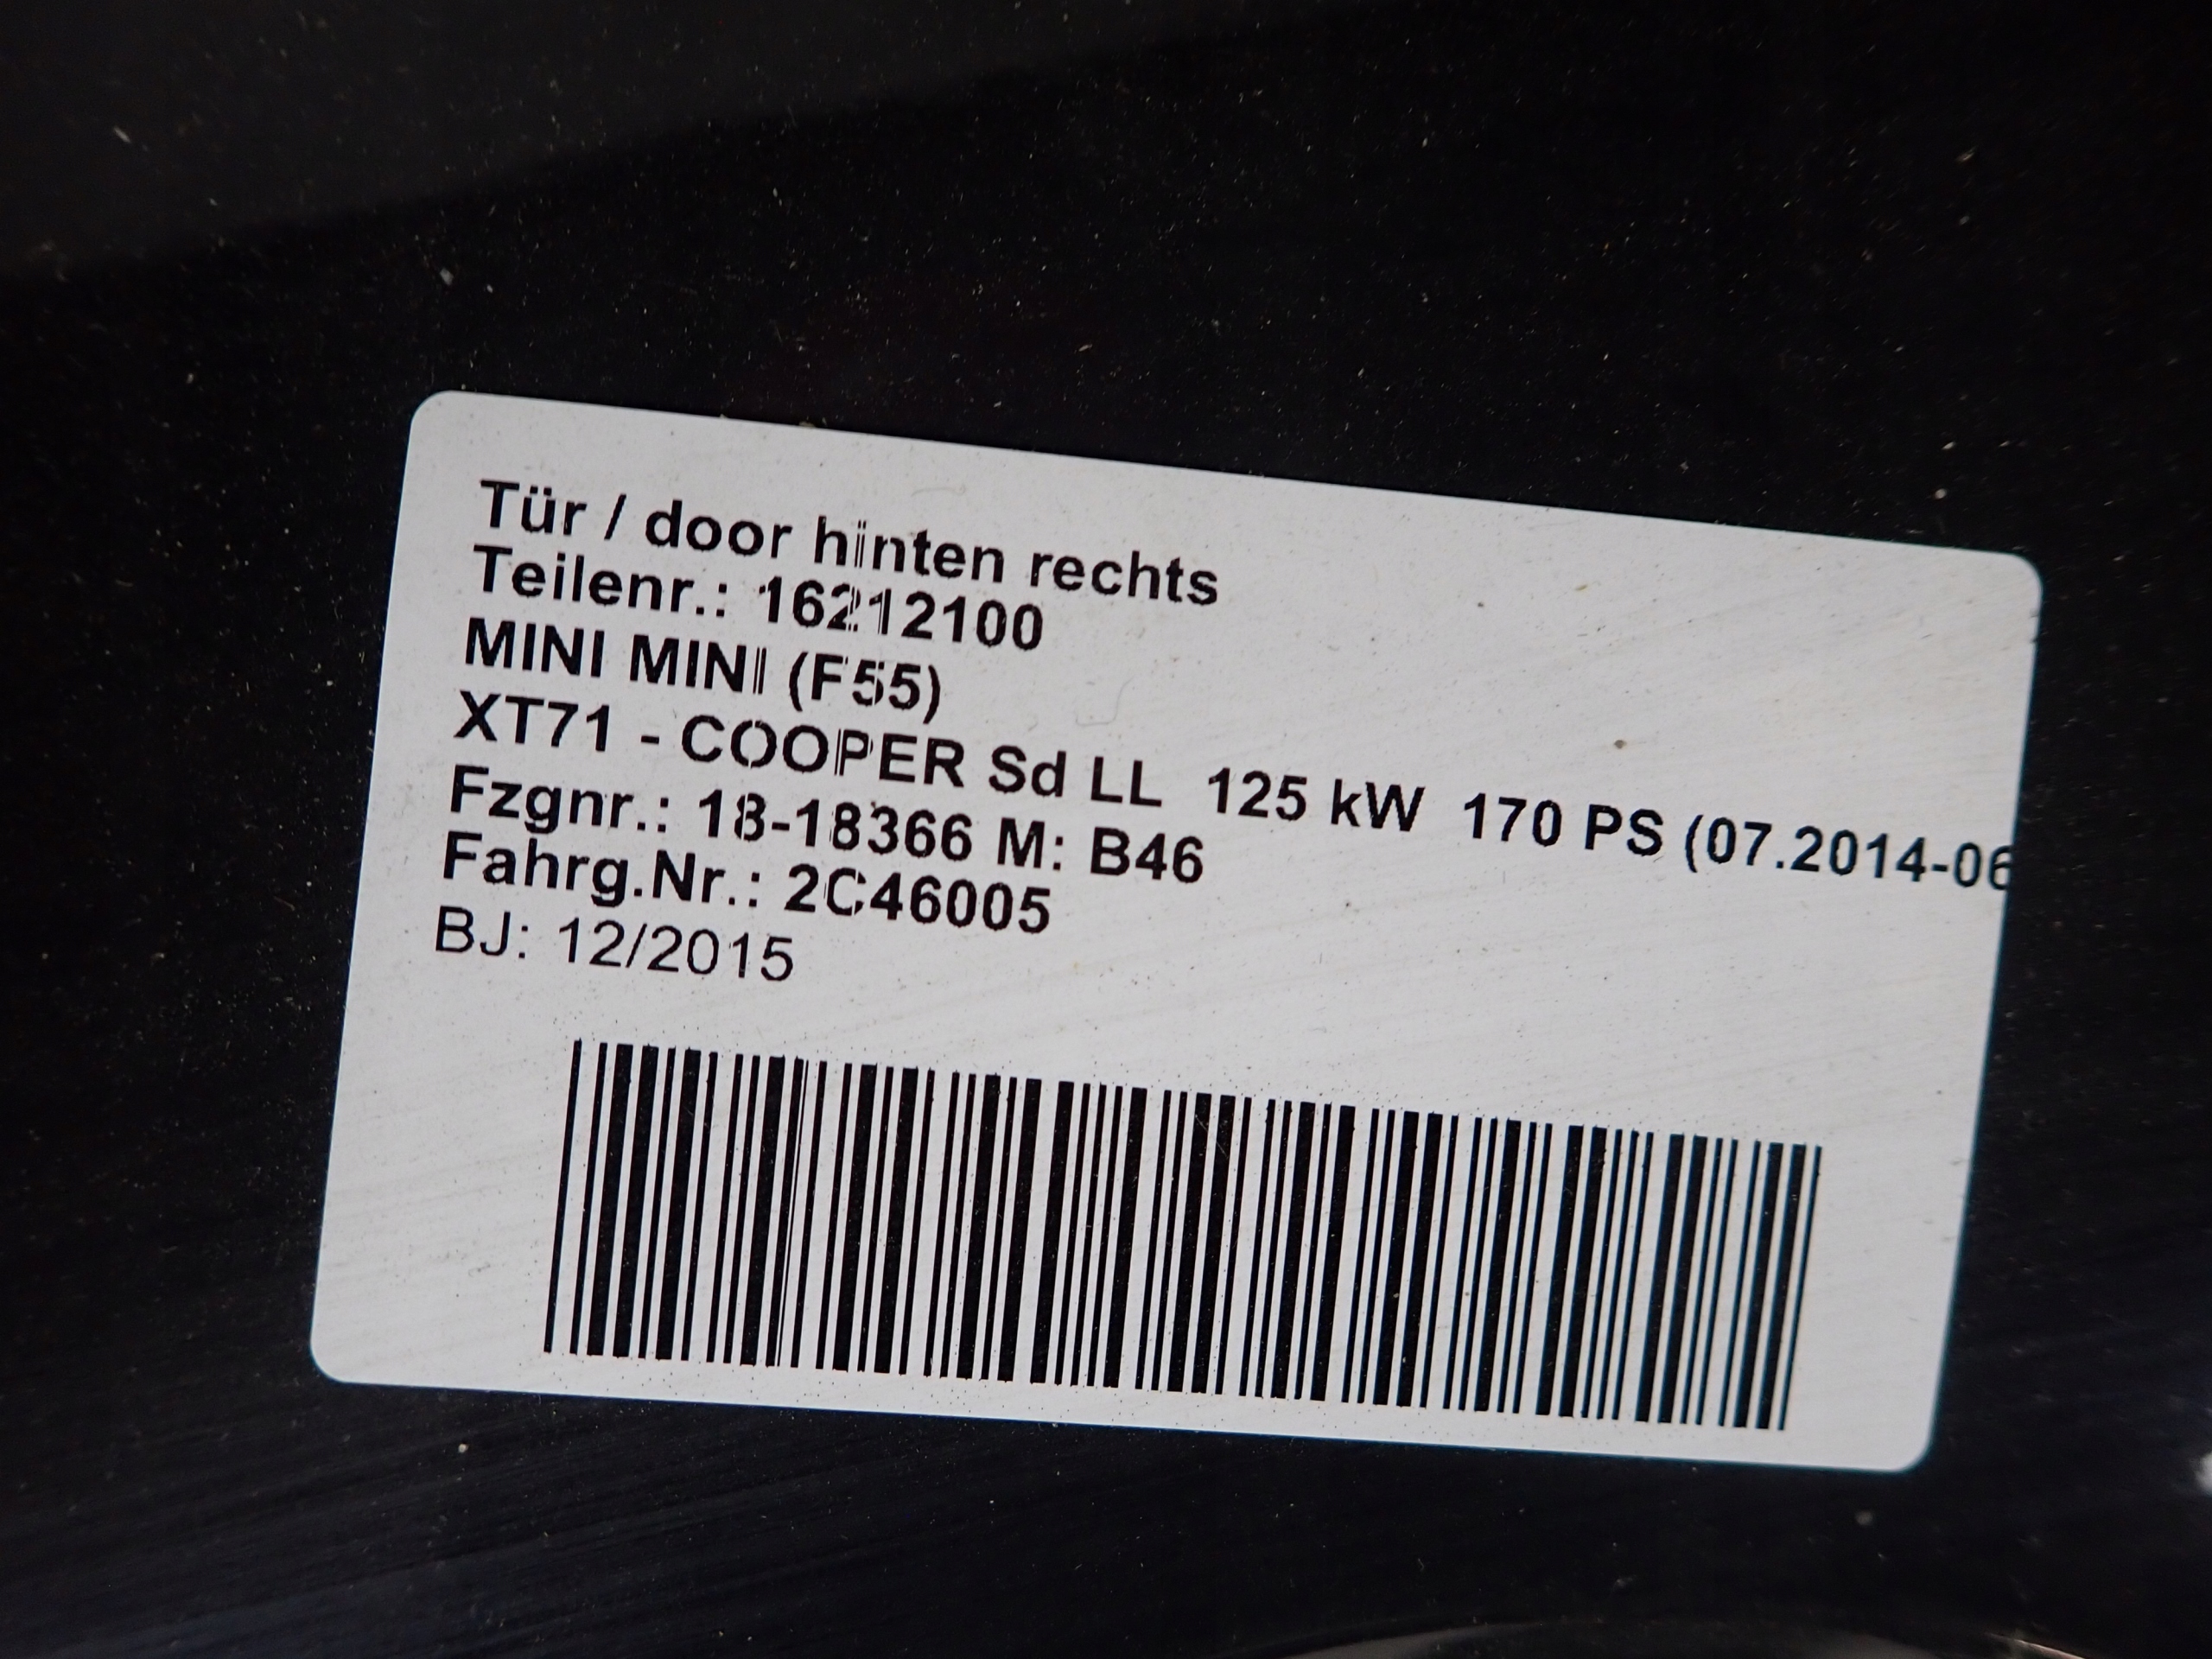 Tür / door hinten rechts
Teilenr.: 16212100
MINI MINI (F55)
XT71 - COOPER Sd LL 125 kW 170 PS (07.2014-06
Fzgnr.: 18-18366 M: B46
Fahrg.Nr.: 2C46005
BJ: 12/2015